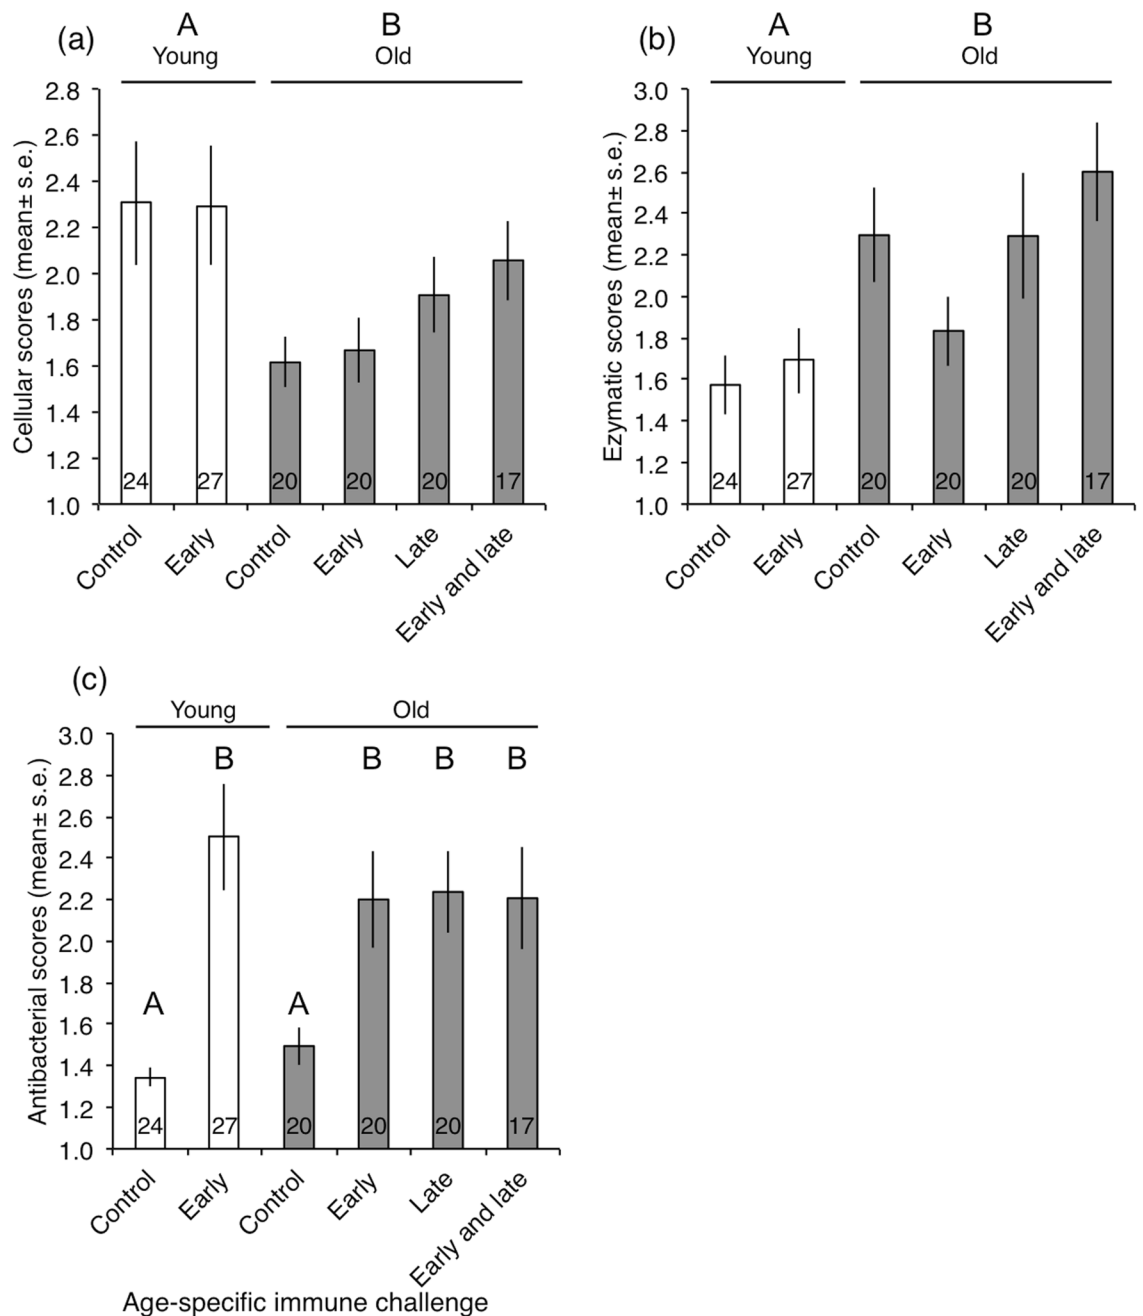 (a)
A
B
Young
Old
Cellular scores (mean± s.e.)
2.8
2.6
2.4
2.2
2.0
1.8
1.6
1.4
1.2
1.0
24
27
20
20
20
17
Control
Early
Control
Early
Late
Early and late
(b)
A
B
Young
Old
Ezymatic scores (mean± s.e.)
3.0
2.8
2.6
2.4
2.2
2.0
1.8
1.6
1.4
1.2
1.0
24
27
20
20
20
17
Control
Early
Control
Early
Late
Early and late
(c)
Young
Old
Antibacterial scores (mean± s.e.)
3.0
2.8
2.6
2.4
2.2
2.0
1.8
1.6
1.4
1.2
1.0
A
B
A
B
B
B
24
27
20
20
20
17
Control
Early
Control
Early
Late
Early and late
Age-specific immune challenge